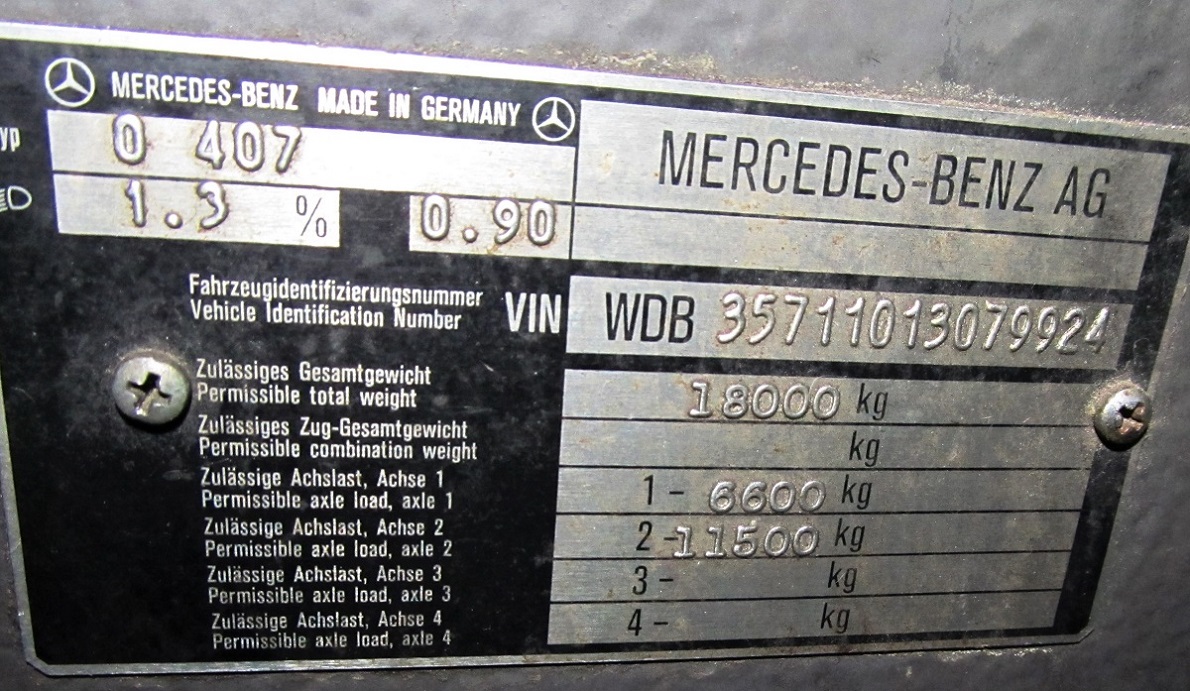 MERCEDES-BENZ MADE IN GERMANY
yp O 407
1.3 % 0.90
MERCEDES-BENZ AG
Fahrzeugidentifizierungsnummer
Vehicle Identification Number
VIN WDB 35711013079924
Zulässiges Gesamtgewicht
Permissible total weight
18000 kg
Zulässiges Zug-Gesamtgewicht
Permissible combination weight
kg
Zulässige Achslast, Achse 1
Permissible axle load, axle 1
1 - 6600 kg
Zulässige Achslast, Achse 2
Permissible axle load, axle 2
2 - 11500 kg
Zulässige Achslast, Achse 3
Permissible axle load, axle 3
3 - kg
Zulässige Achslast, Achse 4
Permissible axle load, axle 4
4 - kg